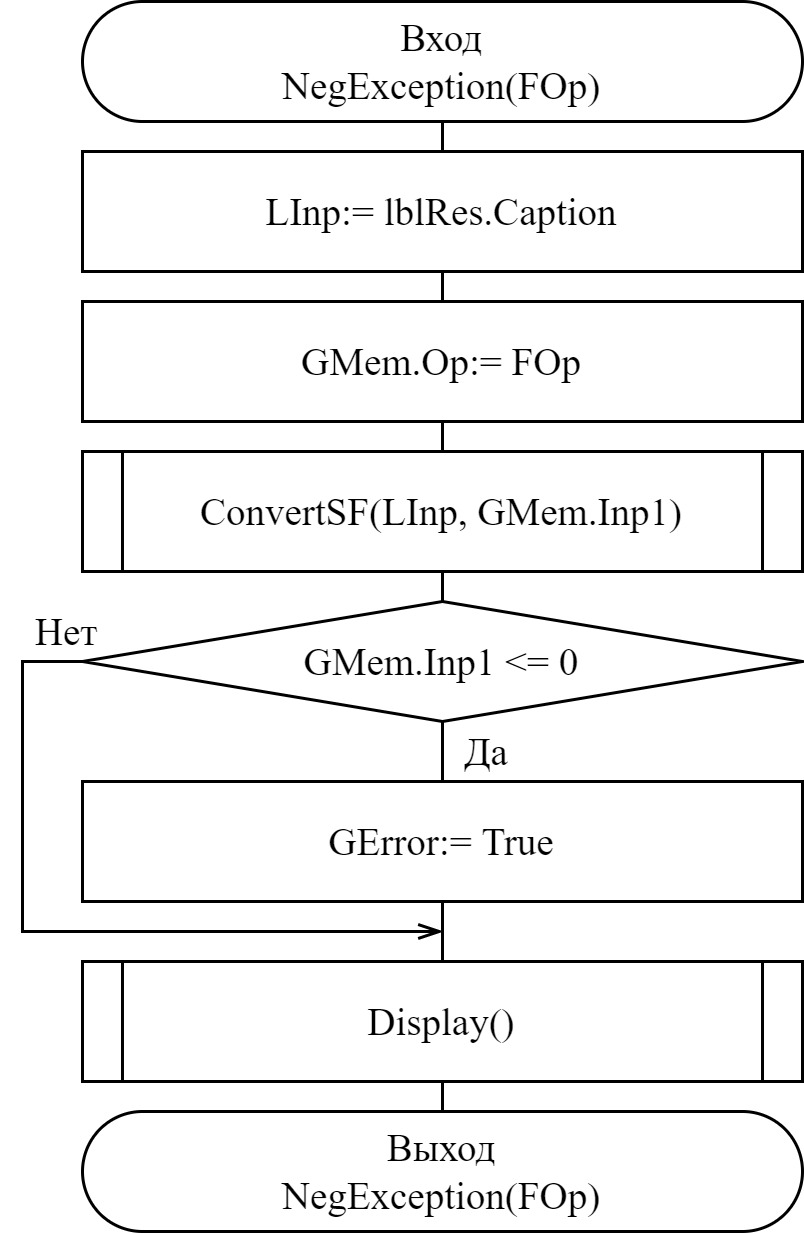 Вход
NegException(FOp)
LInp:= lblRes.Caption
GMem.Op:= FOp
ConvertSF(LInp, GMem.Inp1)
Нет
GMem.Inp1 <= 0
Да
GError:= True
Display()
Выход
NegException(FOp)